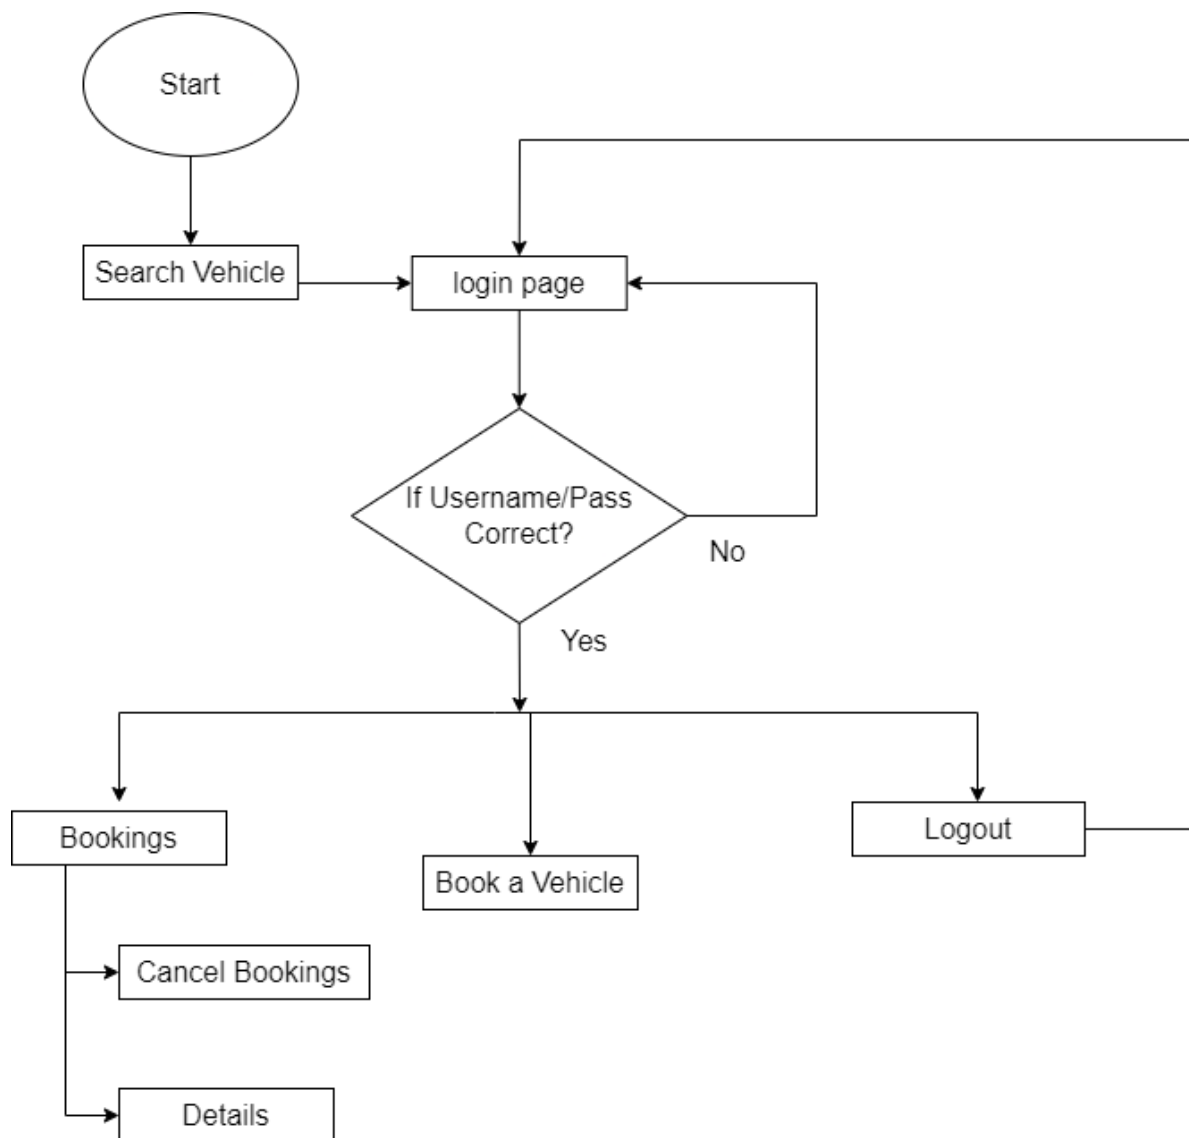 Start
Search Vehicle
login page
If Username/Pass
Correct?
No
Yes
Bookings
Book a Vehicle
Logout
Cancel Bookings
Details